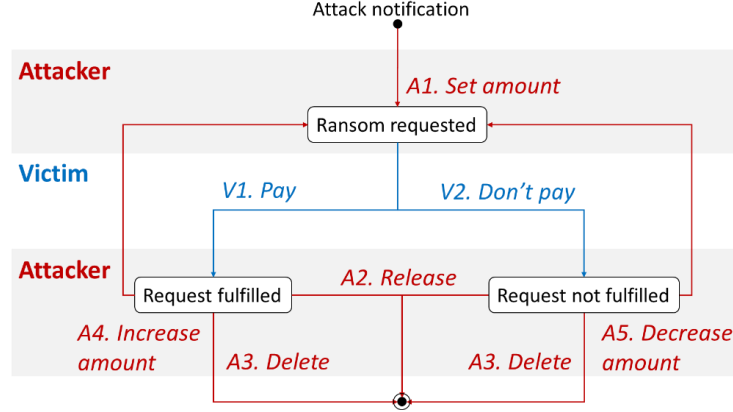 Attack notification
Attacker
A1. Set amount
Ransom requested
Victim
V1. Pay
V2. Don't pay
Attacker
A2. Release
Request fulfilled
Request not fulfilled
A4. Increase
amount
A3. Delete
A3. Delete
A5. Decrease
amount